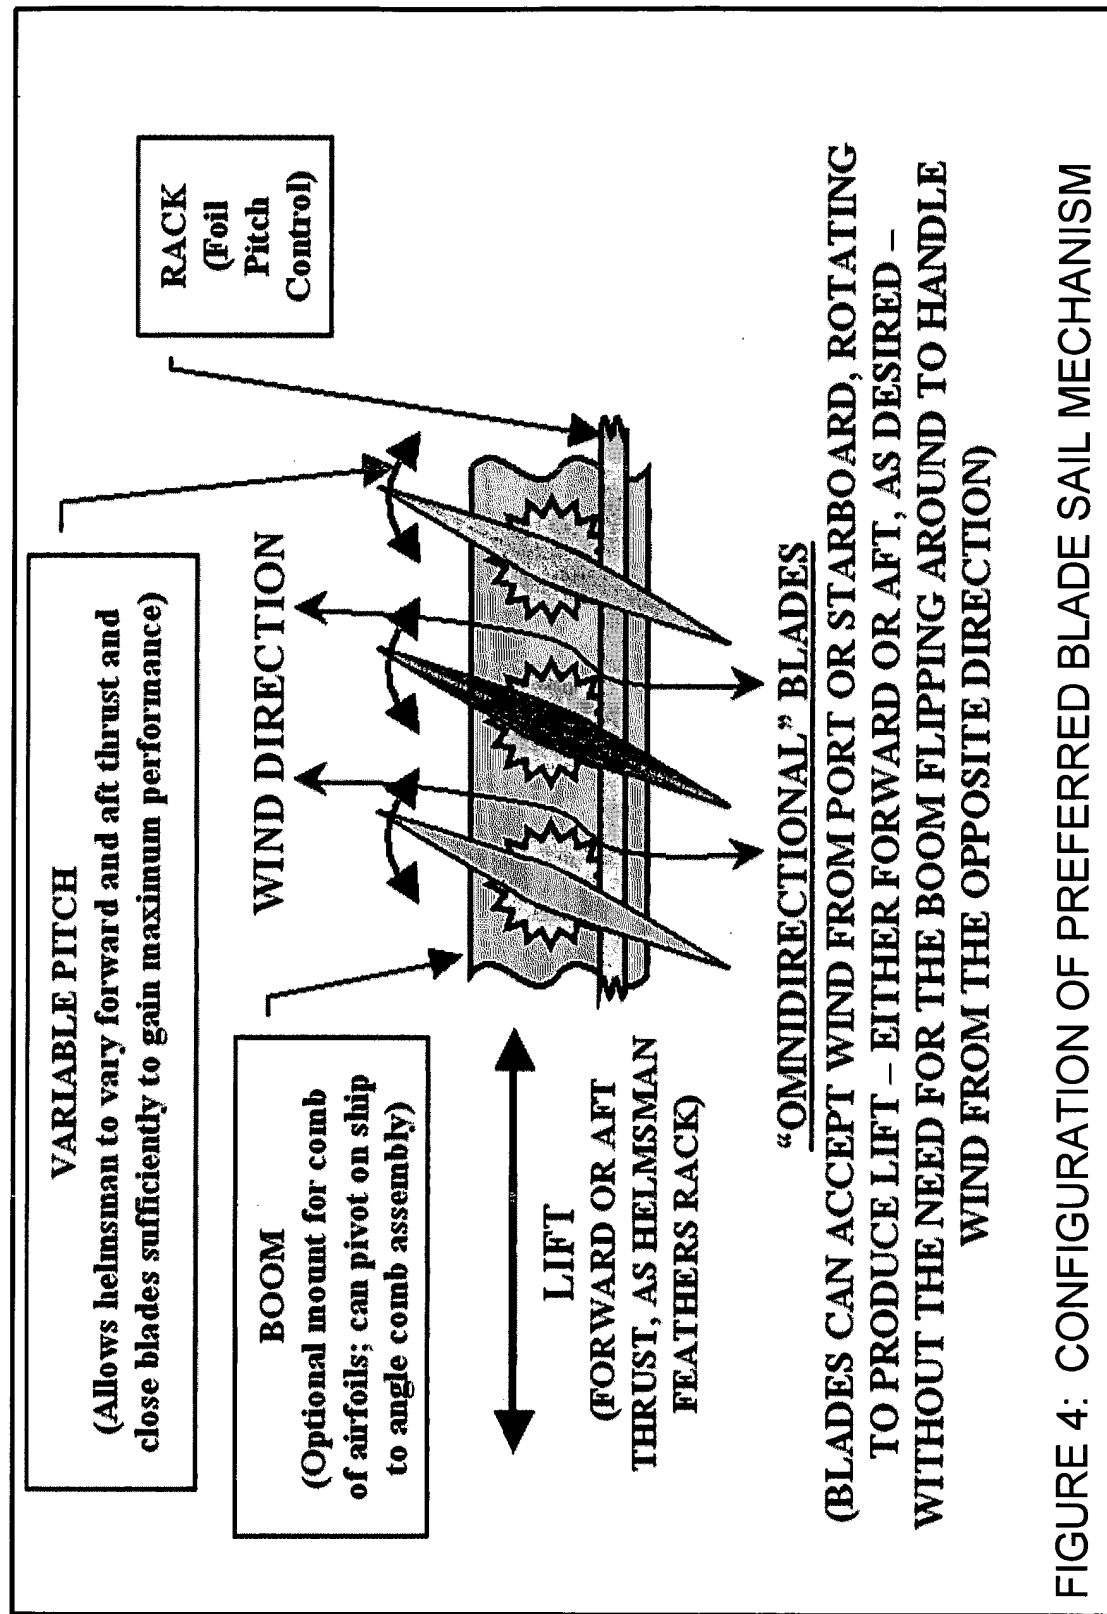 VARIABLE PITCH
(Allows helmsman to vary forward and aft thrust and
close blades sufficiently to gain maximum performance)
RACK
(Foil
Pitch
Control)
BOOM
(Optional mount for comb
of airfoils; can pivot on ship
to angle comb assembly)
WIND DIRECTION
LIFT
(FORWARD OR AFT
THRUST, AS HELMSMAN
FEATHERS RACK)
“OMNIDIRECTIONAL” BLADES
(BLADES CAN ACCEPT WIND FROM PORT OR STARBOARD, ROTATING
TO PRODUCE LIFT – EITHER FORWARD OR AFT, AS DESIRED –
WITHOUT THE NEED FOR THE BOOM FLIPPING AROUND TO HANDLE
WIND FROM THE OPPOSITE DIRECTION)
FIGURE 4: CONFIGURATION OF PREFERRED BLADE SAIL MECHANISM